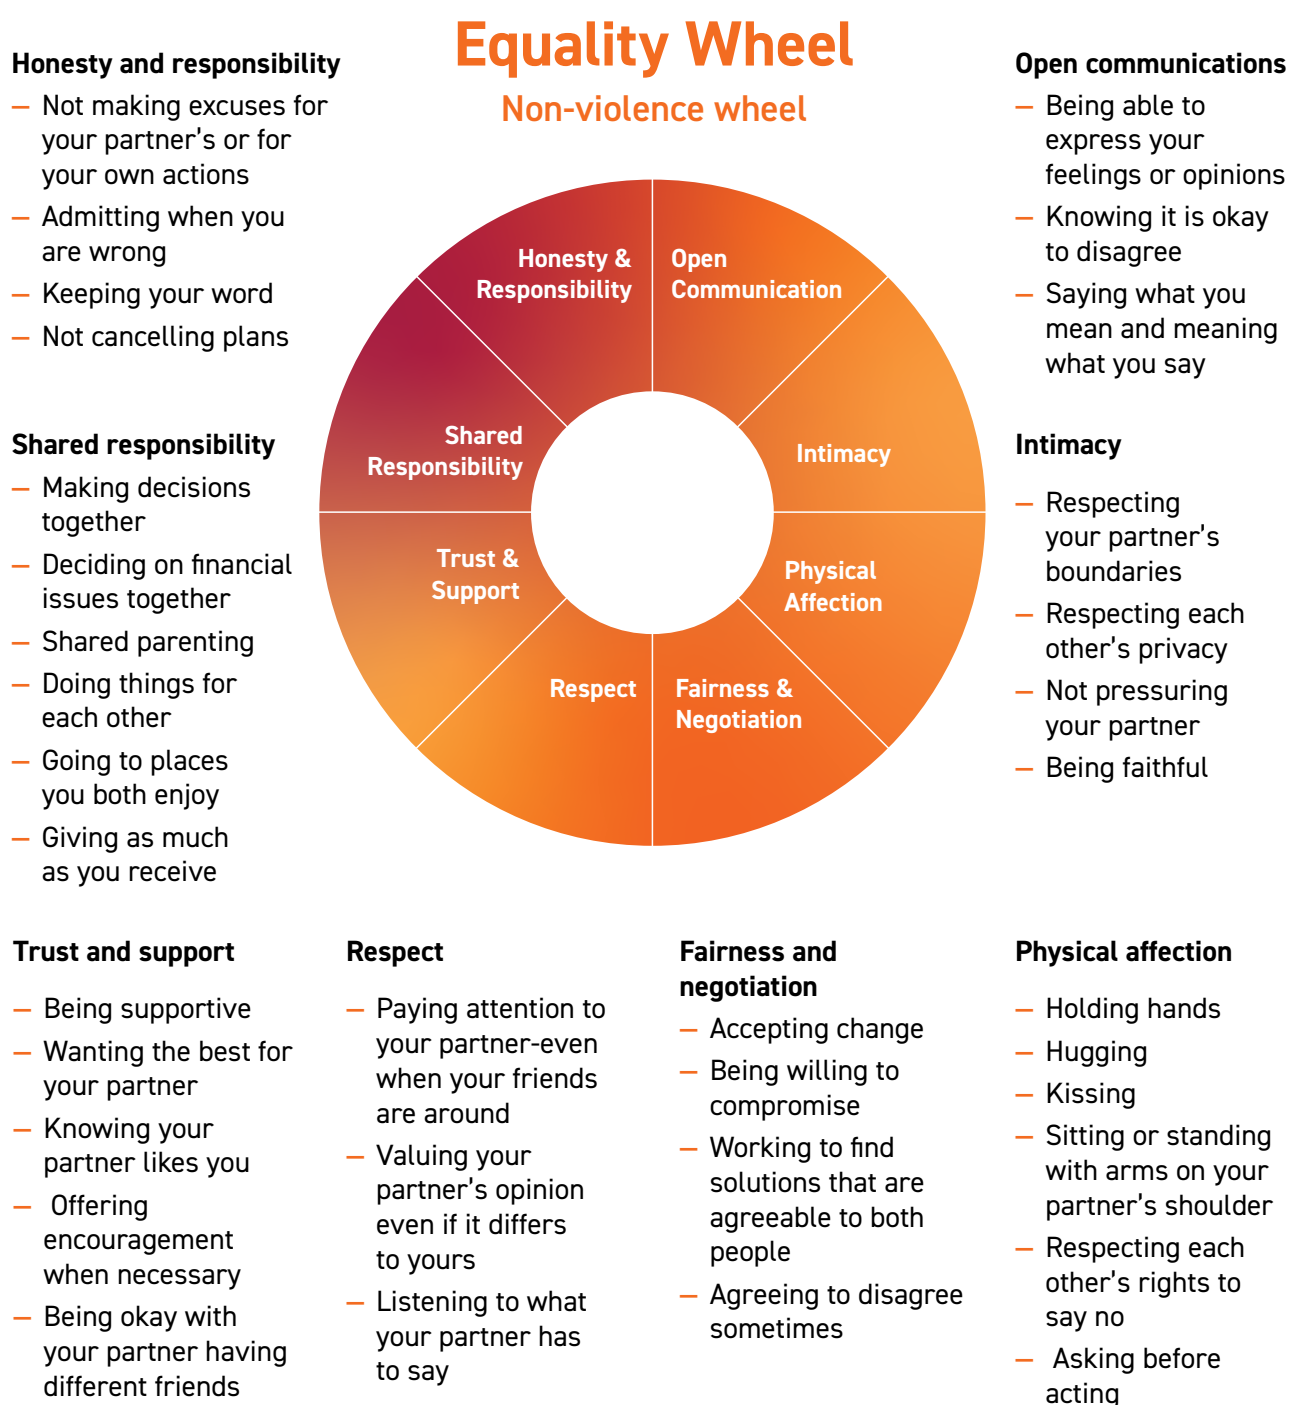 Equality Wheel
Non-violence wheel
Honesty and responsibility
– Not making excuses for
your partner's or for
your own actions
– Admitting when you
are wrong
– Keeping your word
– Not cancelling plans
Shared responsibility
– Making decisions
together
– Deciding on financial
issues together
– Shared parenting
– Doing things for
each other
– Going to places
you both enjoy
– Giving as much
as you receive
Honesty &
Responsibility
Open
Communication
Shared
Responsibility
Intimacy
Trust &
Support
Physical
Affection
Respect
Fairness &
Negotiation
Open communications
– Being able to
express your
feelings or opinions
– Knowing it is okay
to disagree
– Saying what you
mean and meaning
what you say
Intimacy
– Respecting
your partner's
boundaries
– Respecting each
other's privacy
– Not pressuring
your partner
– Being faithful
Trust and support
– Being supportive
– Wanting the best for
your partner
– Knowing your
partner likes you
– Offering
encouragement
when necessary
– Being okay with
your partner having
different friends
Respect
– Paying attention to
your partner-even
when your friends
are around
– Valuing your
partner's opinion
even if it differs
to yours
– Listening to what
your partner has
to say
Fairness and
negotiation
– Accepting change
– Being willing to
compromise
– Working to find
solutions that are
agreeable to both
people
– Agreeing to disagree
sometimes
Physical affection
– Holding hands
– Hugging
– Kissing
– Sitting or standing
with arms on your
partner's shoulder
– Respecting each
other's rights to
say no
– Asking before
acting